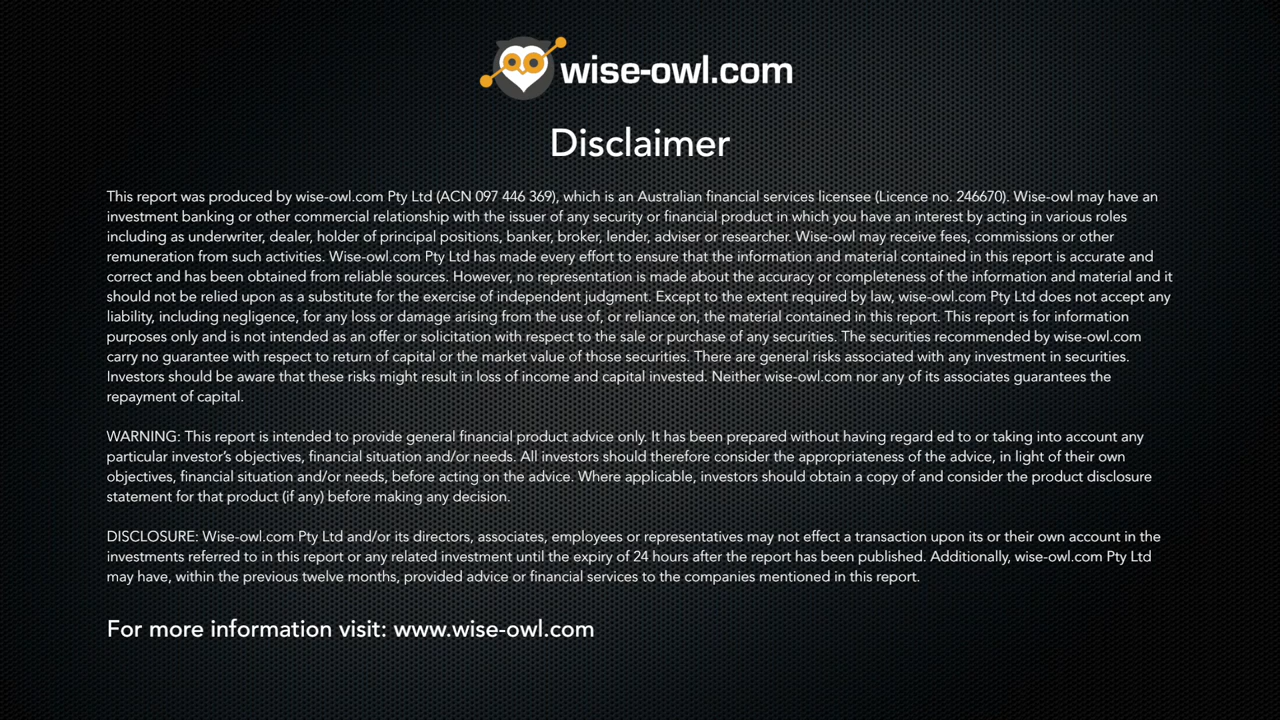 wise-owl.com
Disclaimer
This report was produced by wise-owl.com Pty Ltd (ACN 097 446 369), which is an Australian financial services licensee (Licence no. 246670). Wise-owl may have an
investment banking or other commercial relationship with the issuer of any security or financial product in which you have an interest by acting in various roles
including as underwriter, dealer, holder of principal positions, banker, broker, lender, adviser or researcher. Wise-owl may receive fees, commissions or other
remuneration from such activities. Wise-owl.com Pty Ltd has made every effort to ensure that the information and material contained in this report is accurate and
correct and has been obtained from reliable sources. However, no representation is made about the accuracy or completeness of the information and material and it
should not be relied upon as a substitute for the exercise of independent judgment. Except to the extent required by law, wise-owl.com Pty Ltd does not accept any
liability, including negligence, for any loss or damage arising from the use of, or reliance on, the material contained in this report. This report is for information
purposes only and is not intended as an offer or solicitation with respect to the sale or purchase of any securities. The securities recommended by wise-owl.com
carry no guarantee with respect to return of capital or the market value of those securities. There are general risks associated with any investment in securities.
Investors should be aware that these risks might result in loss of income and capital invested. Neither wise-owl.com nor any of its associates guarantees the
repayment of capital.
WARNING: This report is intended to provide general financial product advice only. It has been prepared without having regard ed to or taking into account any
particular investor's objectives, financial situation and/or needs. All investors should therefore consider the appropriateness of the advice, in light of their own
objectives, financial situation and/or needs, before acting on the advice. Where applicable, investors should obtain a copy of and consider the product disclosure
statement for that product (if any) before making any decision.
DISCLOSURE: Wise-owl.com Pty Ltd and/or its directors, associates, employees or representatives may not effect a transaction upon its or their own account in the
investments referred to in this report or any related investment until the expiry of 24 hours after the report has been published. Additionally, wise-owl.com Pty Ltd
may have, within the previous twelve months, provided advice or financial services to the companies mentioned in this report.
For more information visit: www.wise-owl.com